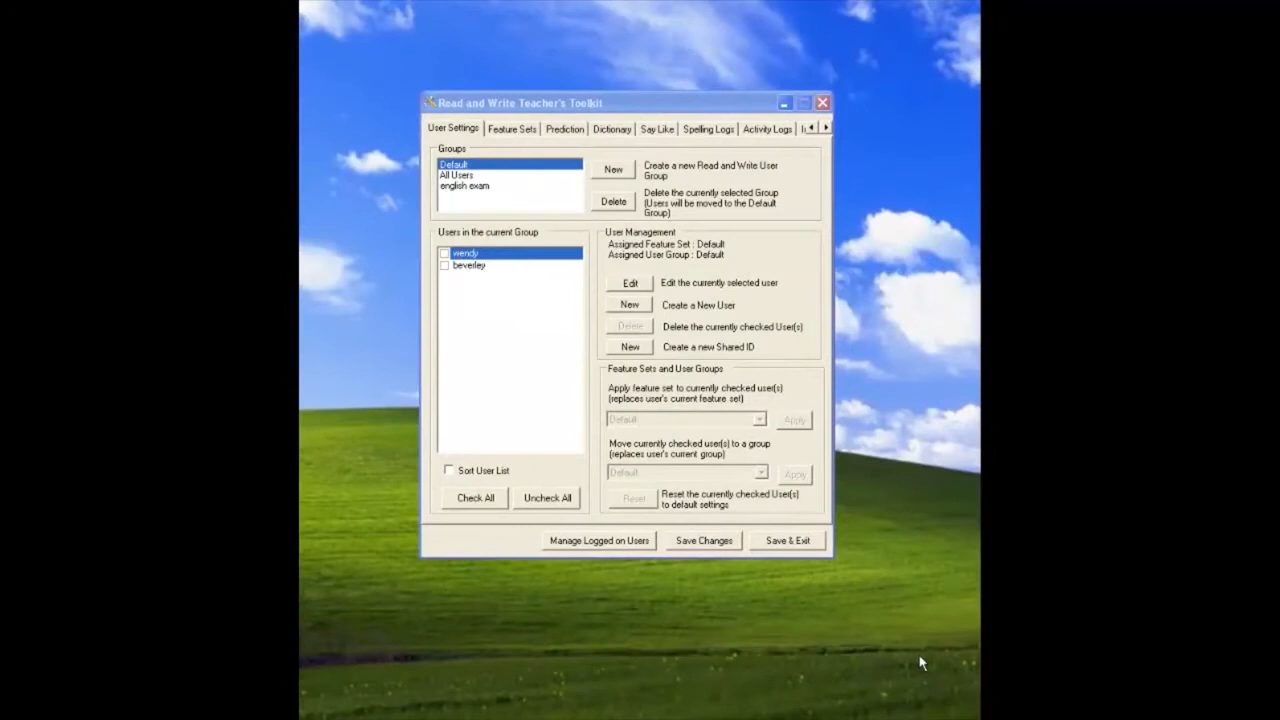 Read and Write Teacher's Toolkit
User Settings Feature Sets Prediction Dictionary Say Like Spelling Logs Activity Logs
Groups
Default
All Users
english exam
New Create a new Read and Write User
Group
Delete Delete the currently selected Group
(Users will be moved to the Default
Group)
Users in the current Group
wendy
beverley
Sort User List
Check All Uncheck All
User Management
Assigned Feature Set : Default
Assigned User Group : Default
Edit Edit the currently selected user
New Create a New User
Delete Delete the currently checked User(s)
New Create a new Shared ID
Feature Sets and User Groups
Apply feature set to currently checked user(s)
(replaces user's current feature set)
Default Apply
Move currently checked user(s) to a group
(replaces user's current group)
Default Apply
Reset Reset the currently checked User(s)
to default settings
Manage Logged on Users Save Changes Save & Exit